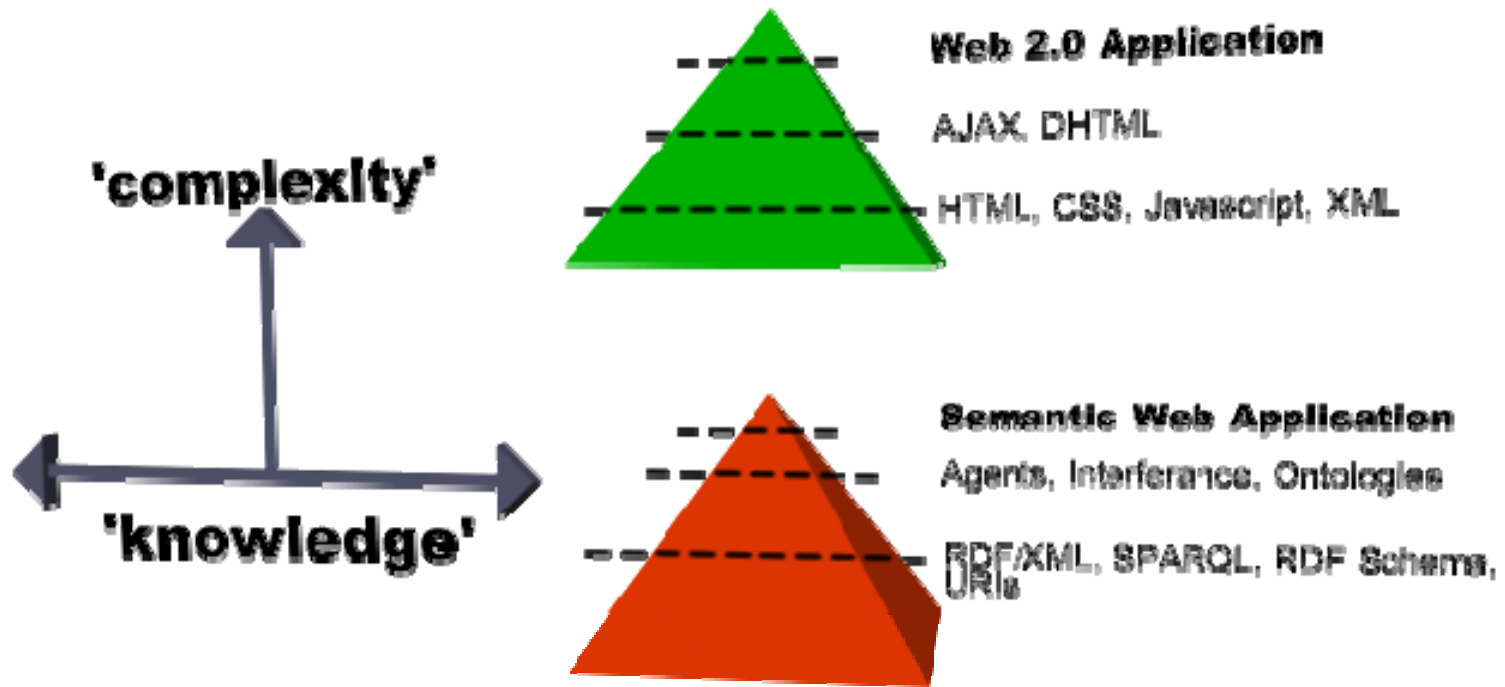 'complexity'
'knowledge'
Web 2.0 Application
AJAX, DHTML
HTML, CSS, Javascript, XML
Semantic Web Application
Agents, Interferance, Ontologies
RDF/XML, SPARQL, RDF Schema,
URIs